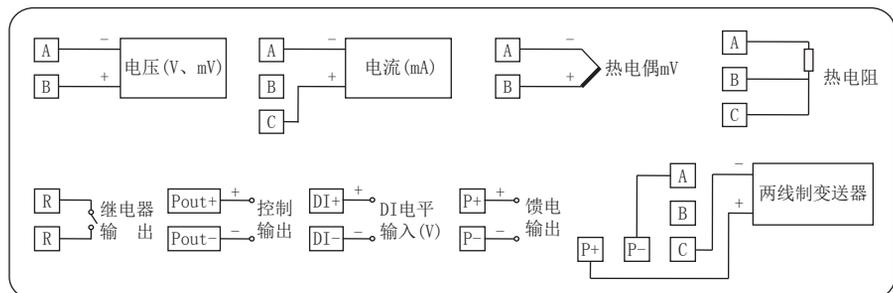 A − 电压(V、mV)
B +
A − 电流(mA)
B
C +
A − 热电偶mV
B +
A
B 热电阻
C
R 继电器
R 输 出
Pout+ + 控制
Pout- − 输出
DI+ + DI电平
DI- − 输入(V)
P+ + 馈电
P- − 输出
A − 两线制变送器
B +
P+ P- C